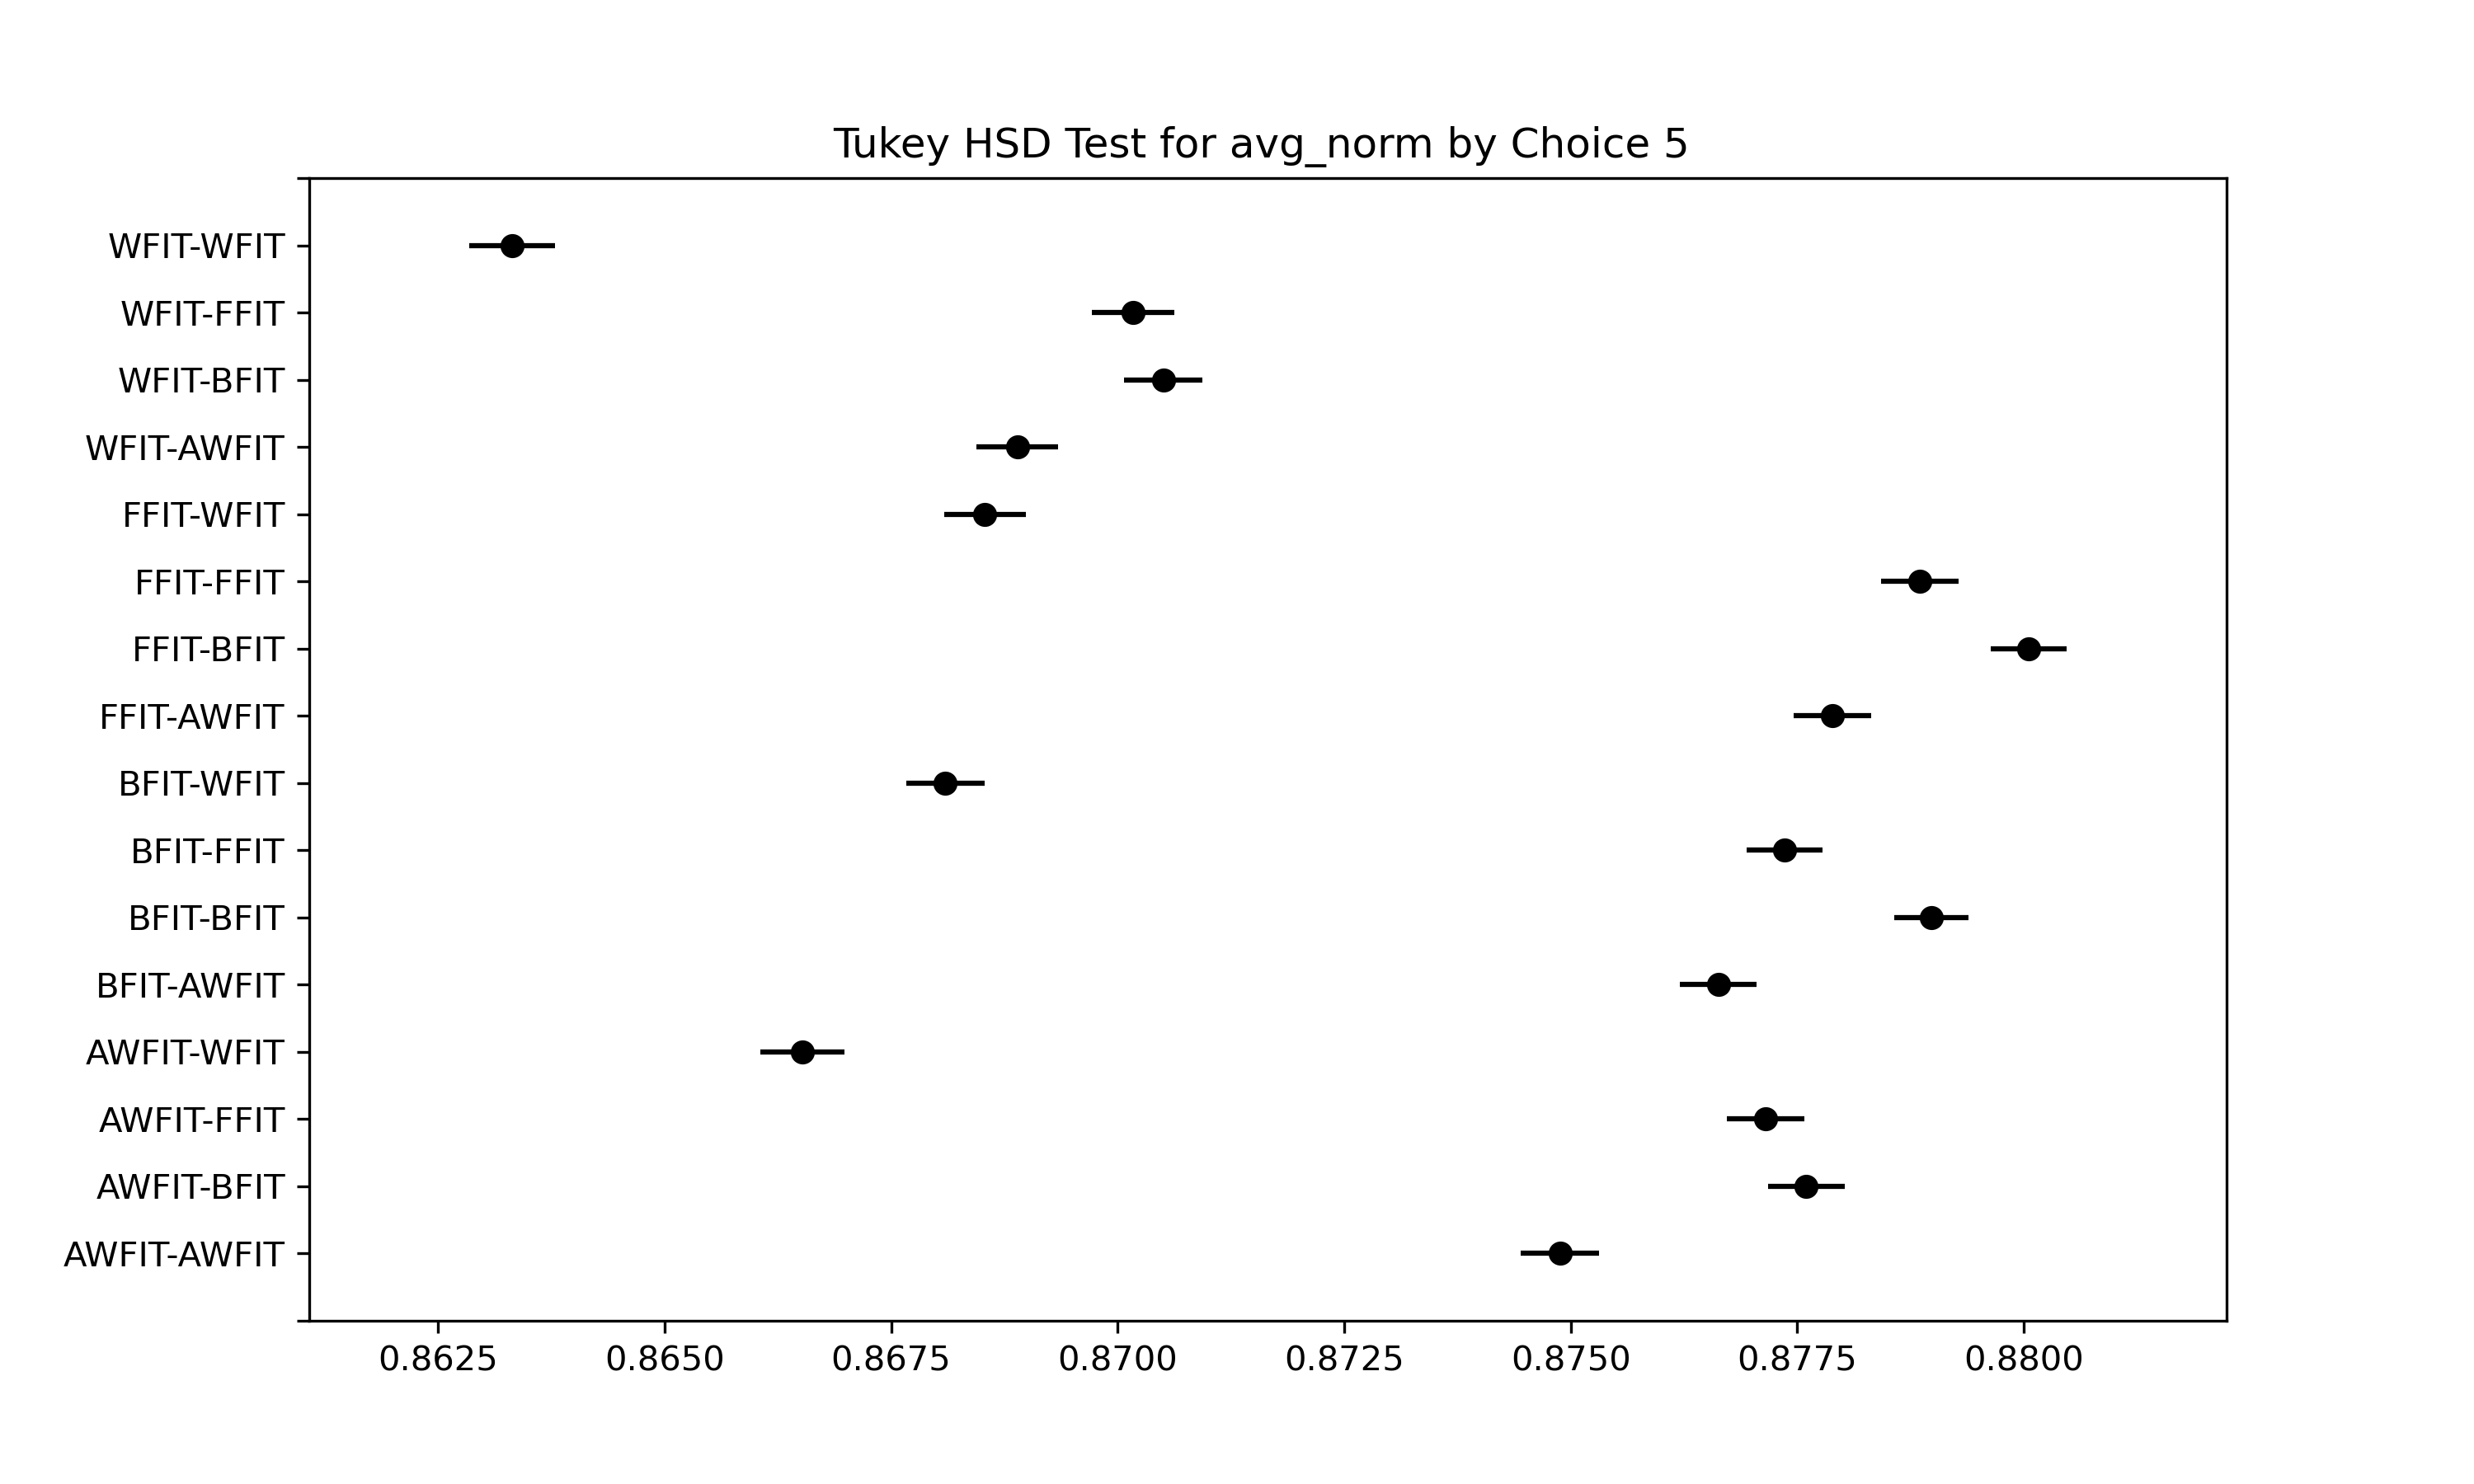 Tukey HSD Test for avg_norm by Choice 5
WFIT-WFIT
WFIT-FFIT
WFIT-BFIT
WFIT-AWFIT
FFIT-WFIT
FFIT-FFIT
FFIT-BFIT
FFIT-AWFIT
BFIT-WFIT
BFIT-FFIT
BFIT-BFIT
BFIT-AWFIT
AWFIT-WFIT
AWFIT-FFIT
AWFIT-BFIT
AWFIT-AWFIT
0.8625 0.8650 0.8675 0.8700 0.8725 0.8750 0.8775 0.8800